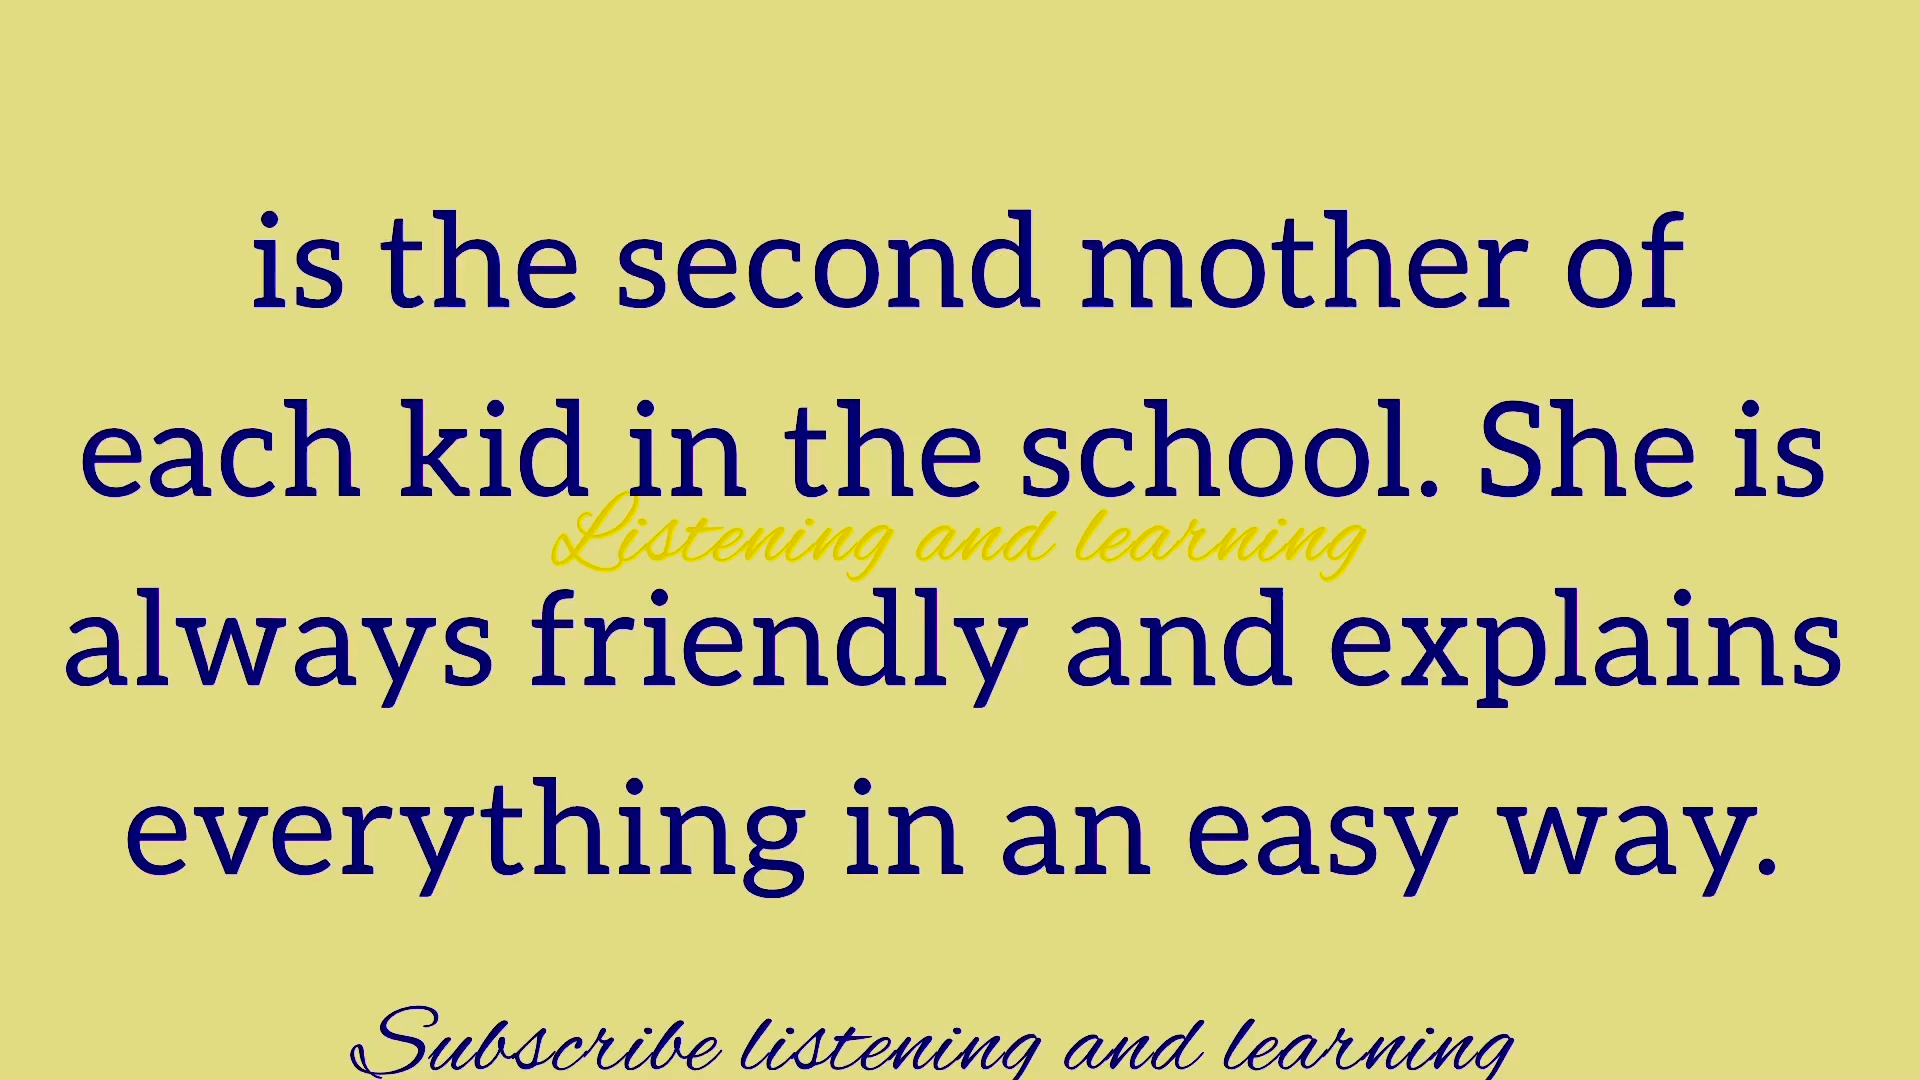 is the second mother of
each kid in the school. She is
Listening and learning
always friendly and explains
everything in an easy way.
Subscribe listening and learning